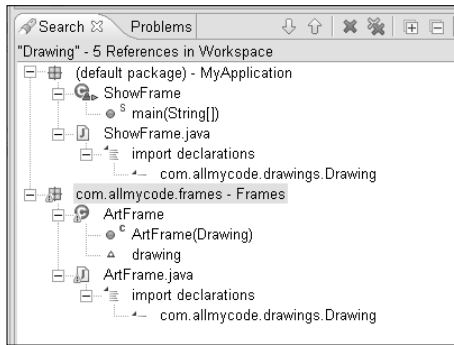 Search Problems
"Drawing" - 5 References in Workspace
(default package) - MyApplication
ShowFrame
S main(String[])
ShowFrame.java
import declarations
com.allmycode.drawings.Drawing
com.allmycode.frames - Frames
ArtFrame
C ArtFrame(Drawing)
drawing
ArtFrame.java
import declarations
com.allmycode.drawings.Drawing